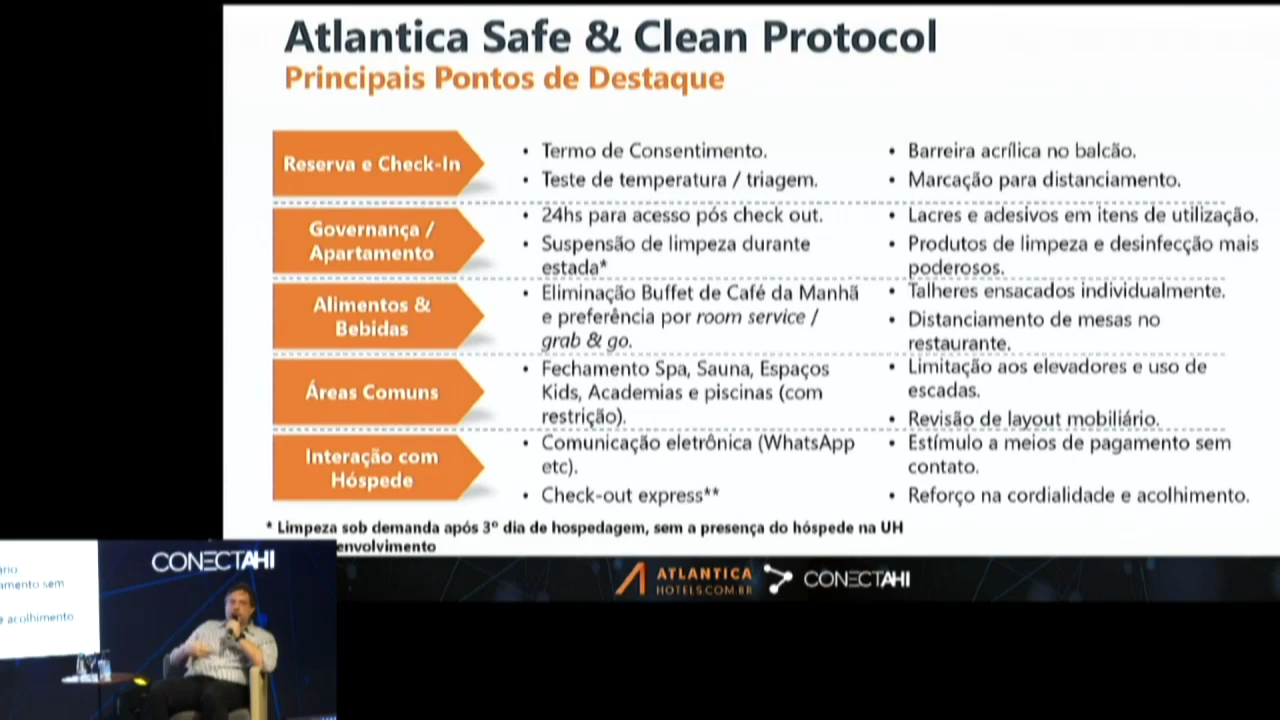 Atlantica Safe & Clean Protocol
Principais Pontos de Destaque
Reserva e Check-In
• Termo de Consentimento.
• Teste de temperatura / triagem.
• Barreira acrílica no balcão.
• Marcação para distanciamento.
Governança /
Apartamento
• 24hs para acesso pós check out.
• Suspensão de limpeza durante
estada*
• Lacres e adesivos em itens de utilização.
• Produtos de limpeza e desinfecção mais
poderosos.
Alimentos &
Bebidas
• Eliminação Buffet de Café da Manhã
e preferência por room service /
grab & go.
• Talheres ensacados individualmente.
• Distanciamento de mesas no
restaurante.
Áreas Comuns
• Fechamento Spa, Sauna, Espaços
Kids, Academias e piscinas (com
restrição).
• Limitação aos elevadores e uso de
escadas.
• Revisão de layout mobiliário.
Interação com
Hóspede
• Comunicação eletrônica (WhatsApp
etc).
• Check-out express**
• Estímulo a meios de pagamento sem
contato.
• Reforço na cordialidade e acolhimento.
* Limpeza sob demanda após 3º dia de hospedagem, sem a presença do hóspede na UH
envolvimento
ATLANTICA
HOTELS.COM.BR
CONECTAHI
CONECTAHI
ário
amento sem
e acolhimento